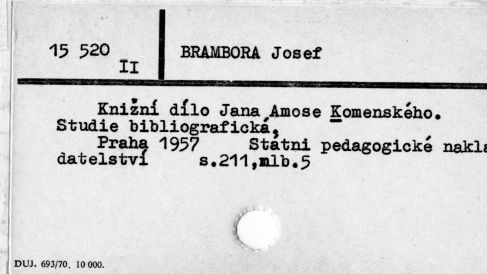 15 520
II
BRAMBORA Josef
Knižní dílo Jana Amose Komenského.
Studie bibliografická,
Praha 1957 Státni pedagogické nakla
datelství s.211,mlb.5
DUJ. 693/70. 10 000.